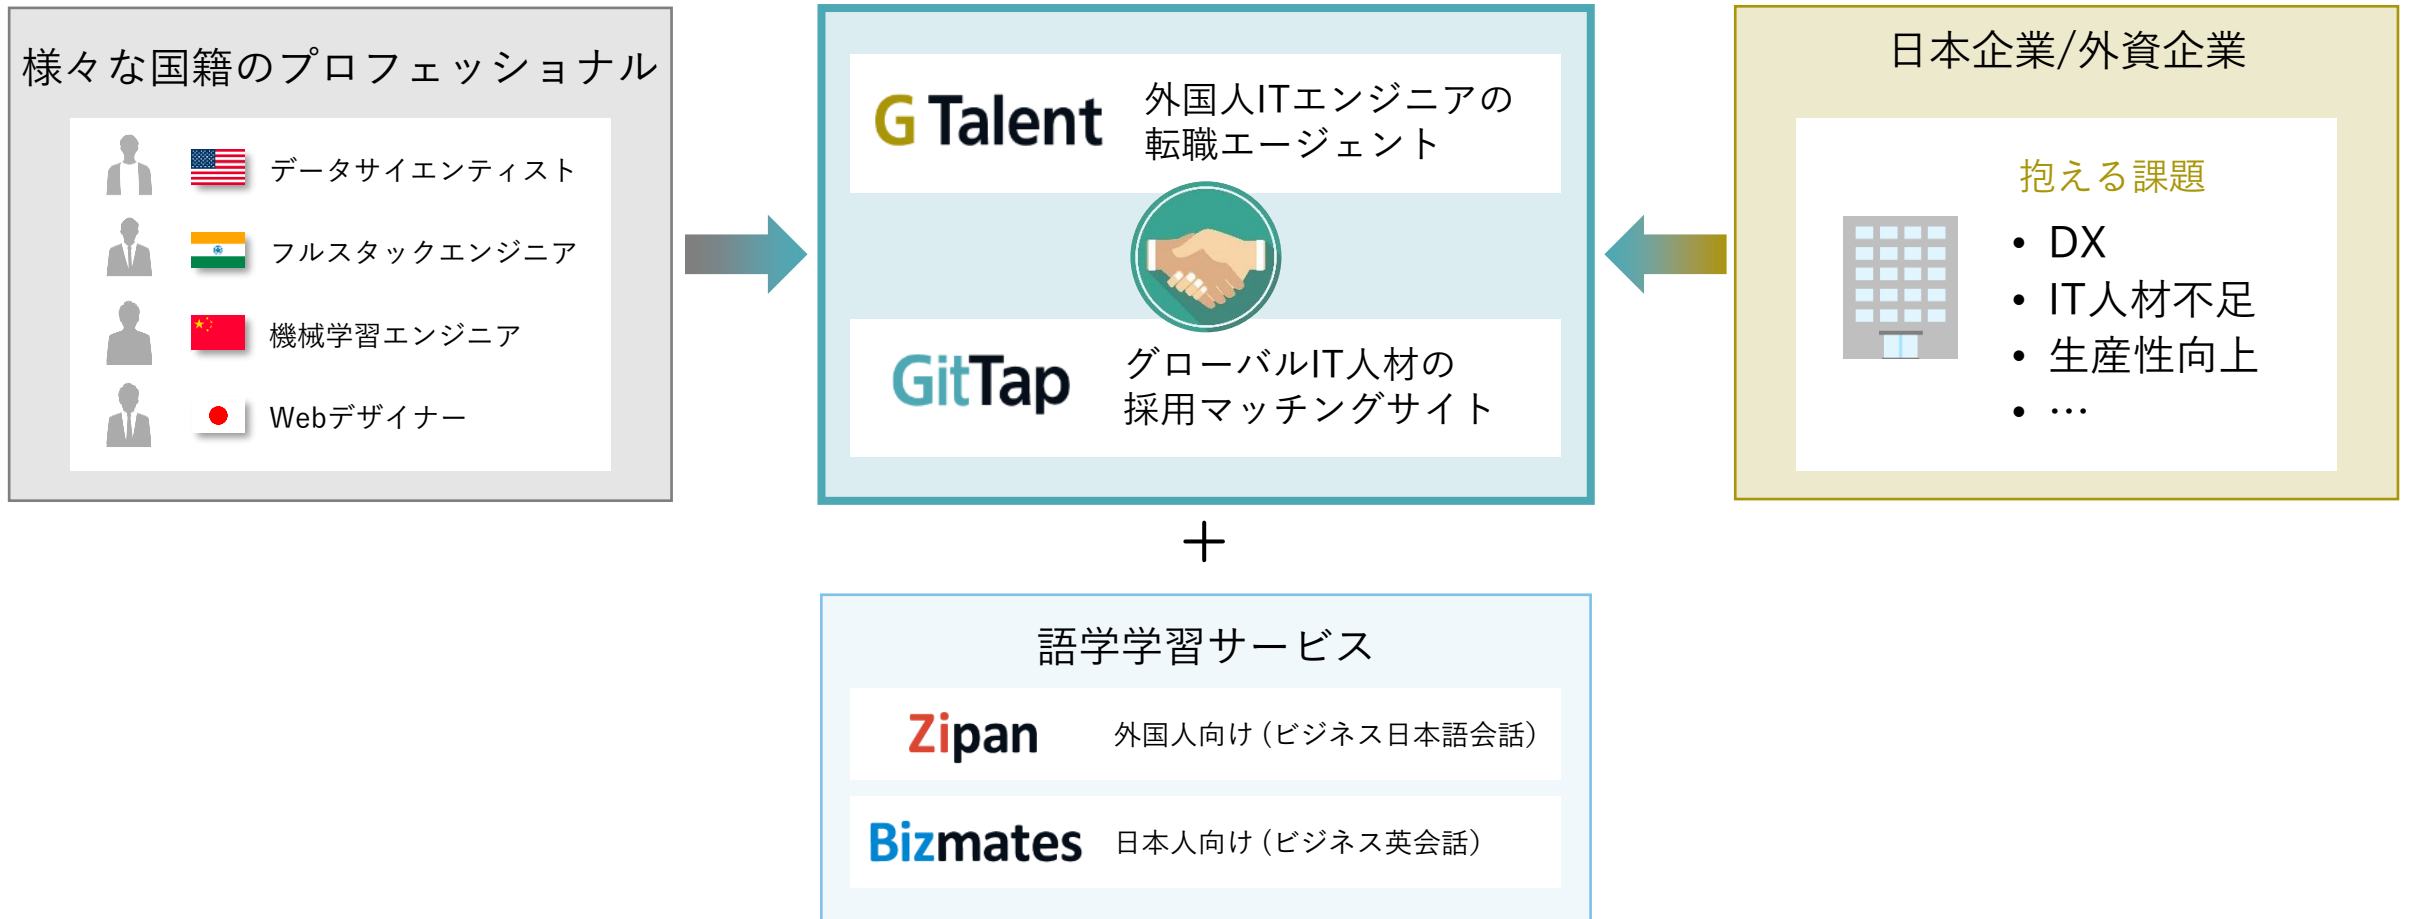 様々な国籍のプロフェッショナル
データサイエンティスト
フルスタックエンジニア
機械学習エンジニア
Webデザイナー
G Talent
外国人ITエンジニアの
転職エージェント
GitTap
グローバルIT人材の
採用マッチングサイト
日本企業/外資企業
抱える課題
• DX
• IT人材不足
• 生産性向上
• …
+
語学学習サービス
Zipan
外国人向け (ビジネス日本語会話)
Bizmates
日本人向け (ビジネス英会話)